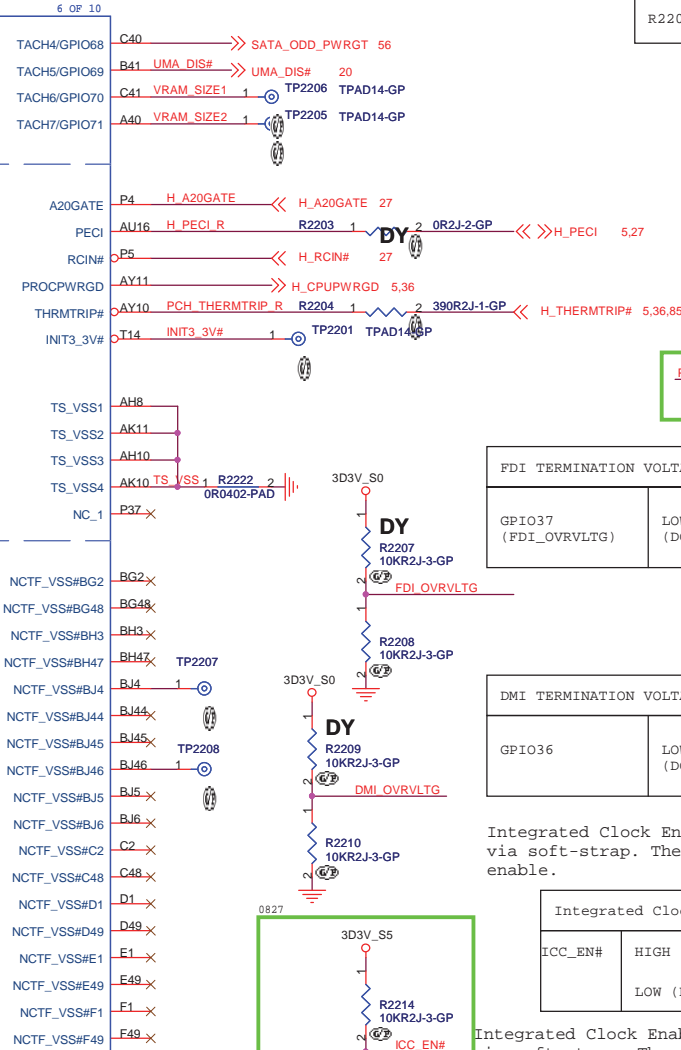 6 OF 10
R220
TACH4/GPIO68 C40 SATA_ODD_PWRGT 56
TACH5/GPIO69 B41 UMA_DIS# UMA_DIS# 20
TACH6/GPIO70 C41 VRAM_SIZE1 1 TP2206 TPAD14-GP
TACH7/GPIO71 A40 VRAM_SIZE2 1 TP2205 TPAD14-GP
A20GATE P4 H_A20GATE H_A20GATE 27
PECI AU16 H_PECI_R R2203 1 DY 2 0R2J-2-GP H_PECI 5,27
RCIN# P5 H_RCIN# 27
PROCPWRGD AY11 H_CPUPWRGD 5,36
THRMTRIP# AY10 PCH_THERMTRIP_R R2204 1 2 390R2J-1-GP H_THERMTRIP# 5,36,85
INIT3_3V# T14 INIT3_3V# 1 TP2201 TPAD14-GP
TS_VSS1 AH8
TS_VSS2 AK11
TS_VSS3 AH10
TS_VSS4 AK10 TS_VSS 1 R2222 2
0R0402-PAD
NC_1 P37
3D3V_S0
1
DY
R2207
10KR2J-3-GP
2
FDI_OVRVLTG
1
R2208
10KR2J-3-GP
2
FDI TERMINATION VOLTA
GPIO37
(FDI_OVRVLTG)
LOW
(DC
NCTF_VSS#BG2 BG2
NCTF_VSS#BG48 BG48
NCTF_VSS#BH3 BH3
NCTF_VSS#BH47 BH47
NCTF_VSS#BJ4 BJ4 1 TP2207
NCTF_VSS#BJ44 BJ44
NCTF_VSS#BJ45 BJ45
NCTF_VSS#BJ46 BJ46 1 TP2208
NCTF_VSS#BJ5 BJ5
NCTF_VSS#BJ6 BJ6
NCTF_VSS#C2 C2
NCTF_VSS#C48 C48
NCTF_VSS#D1 D1
NCTF_VSS#D49 D49
NCTF_VSS#E1 E1
NCTF_VSS#E49 E49
NCTF_VSS#F1 F1
NCTF_VSS#F49 F49
3D3V_S0
1
DY
R2209
10KR2J-3-GP
2
DMI_OVRVLTG
1
R2210
10KR2J-3-GP
2
DMI TERMINATION VOLTA
GPIO36
(DC
Integrated Clock En
via soft-strap. The
enable.
Integrated Cloc
ICC_EN# HIGH
LOW
0827
3D3V_S5
1
R2214
10KR2J-3-GP
2
ICC_EN#
Integrated Clock Enab